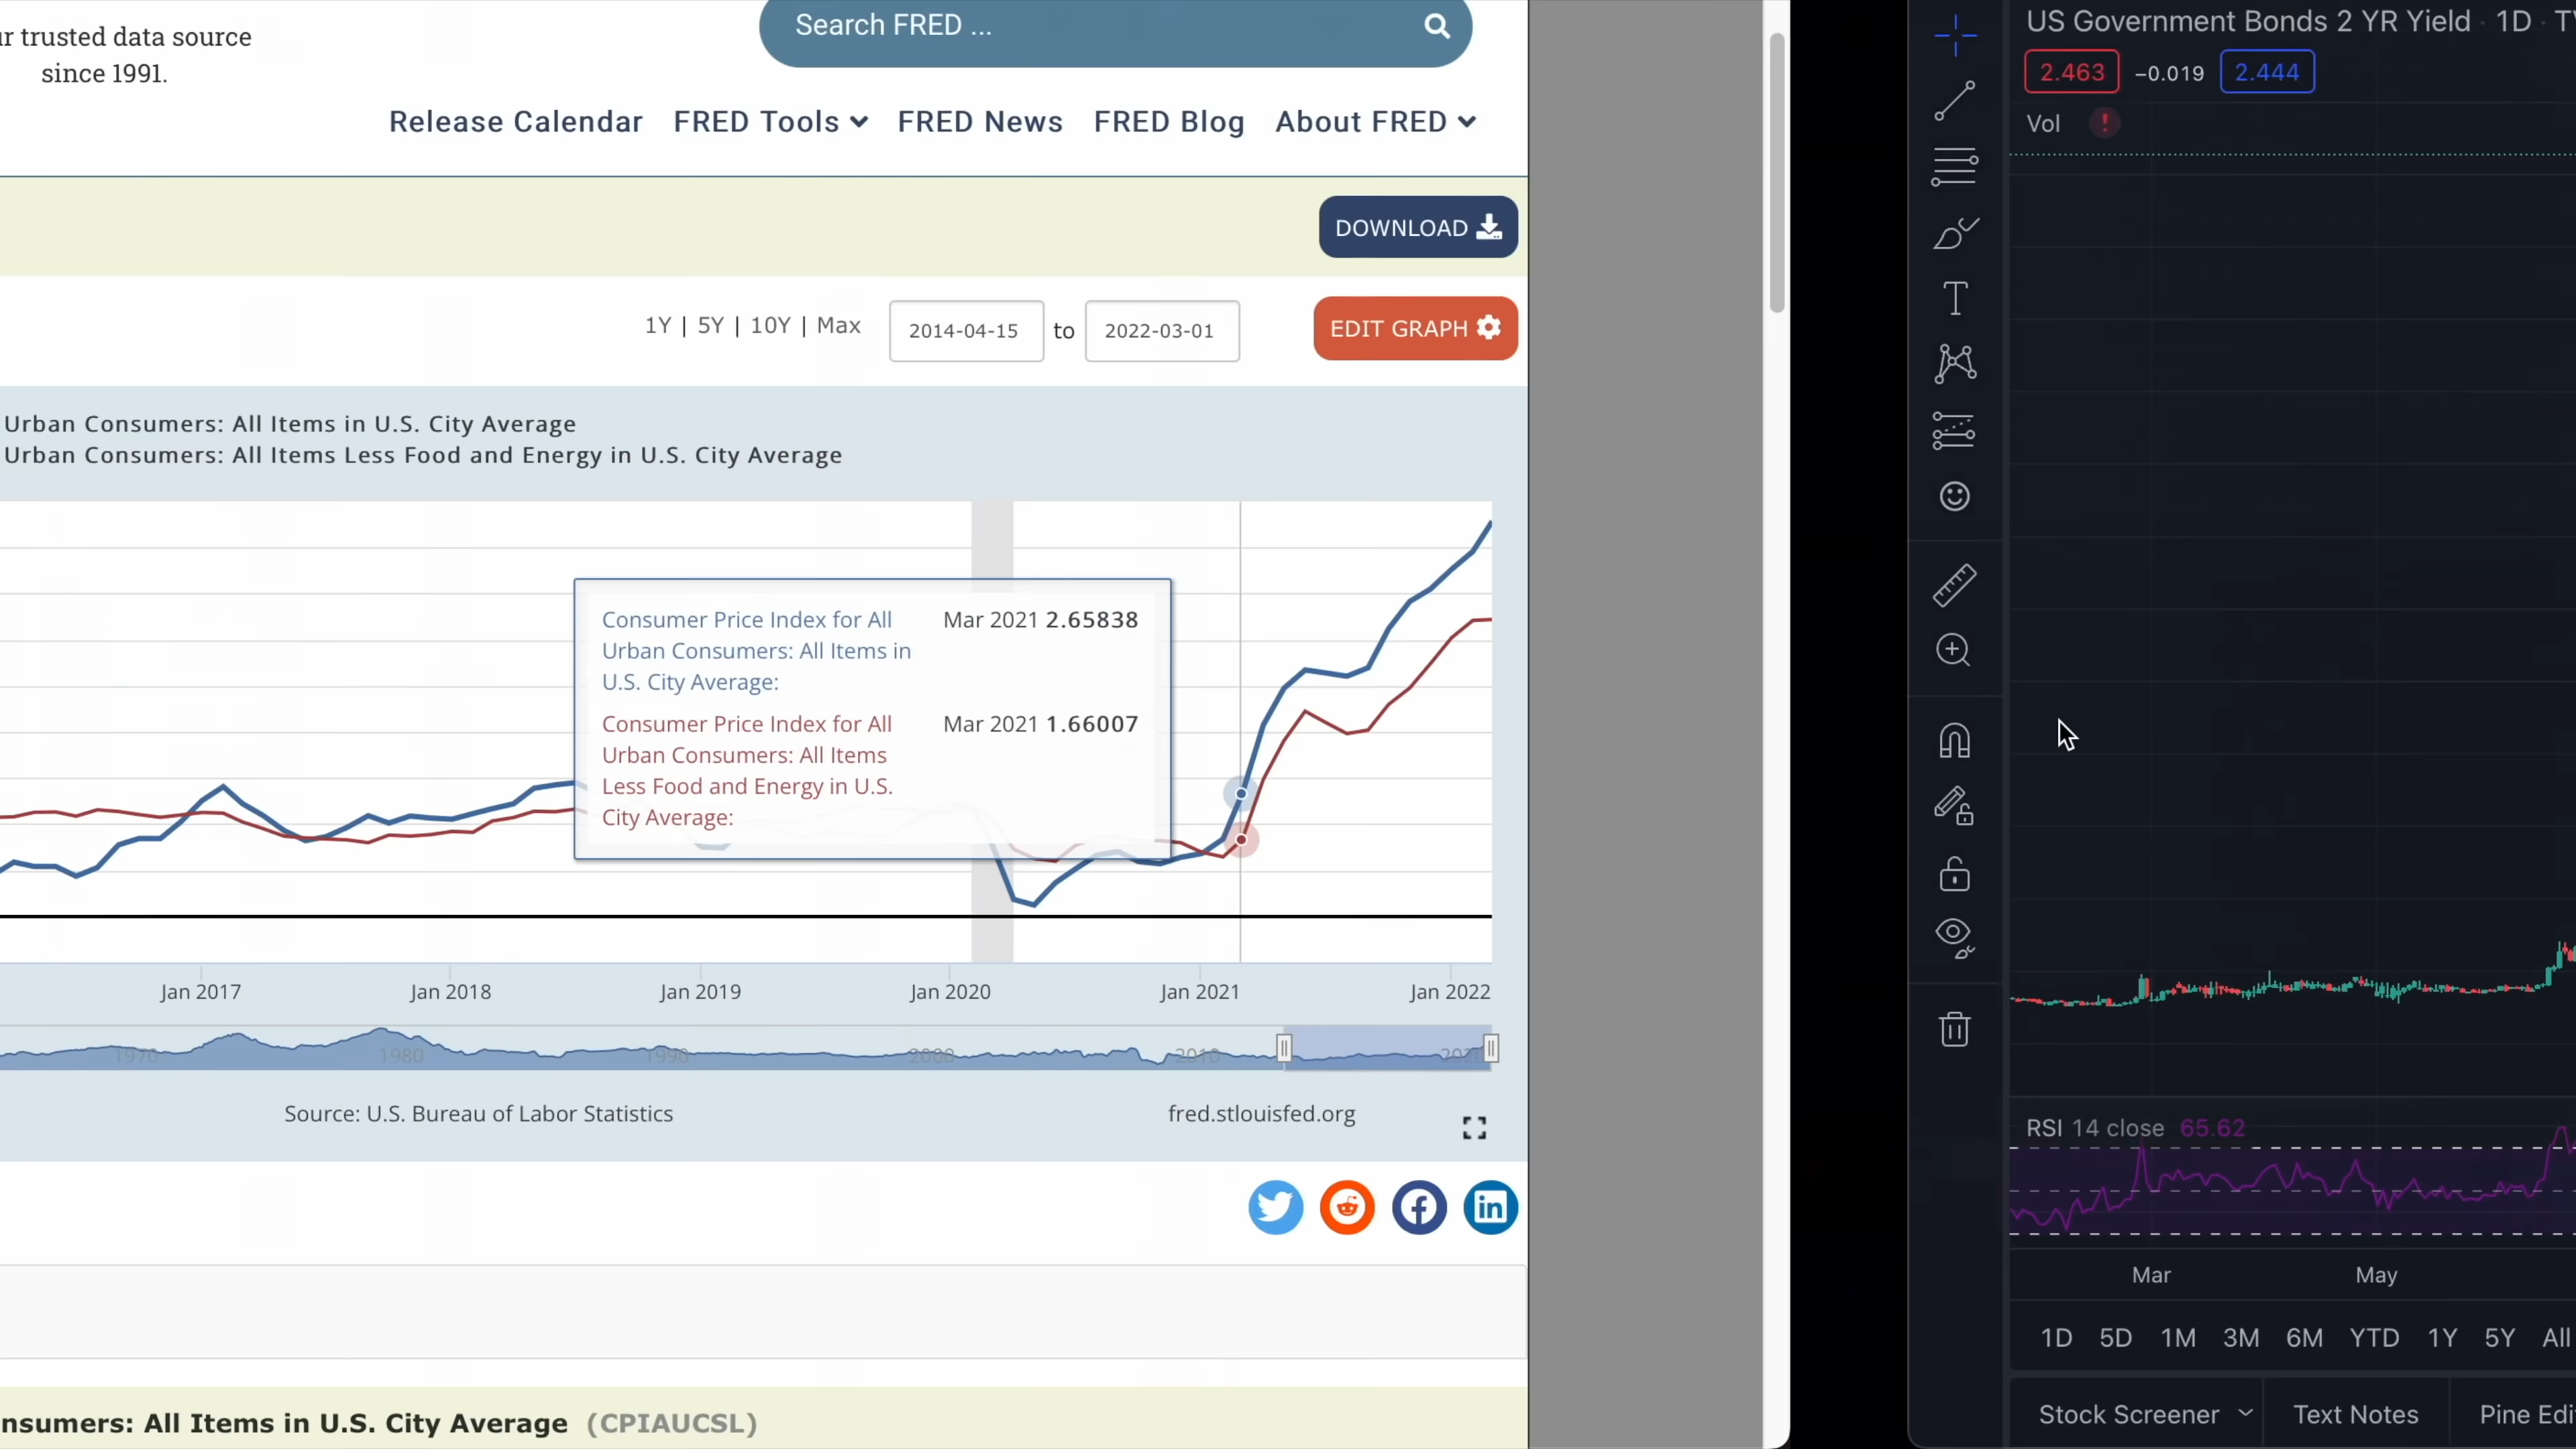 r trusted data source
since 1991.
Search FRED ...
Release Calendar FRED Tools FRED News FRED Blog About FRED
DOWNLOAD
1Y | 5Y | 10Y | Max 2014-04-15 to 2022-03-01 EDIT GRAPH
Urban Consumers: All Items in U.S. City Average
Urban Consumers: All Items Less Food and Energy in U.S. City Average
Consumer Price Index for All Mar 2021 2.65838
Urban Consumers: All Items in
U.S. City Average:
Consumer Price Index for All Mar 2021 1.66007
Urban Consumers: All Items
Less Food and Energy in U.S.
City Average:
Jan 2017 Jan 2018 Jan 2019 Jan 2020 Jan 2021 Jan 2022
1970 1980 1990 2000 2010
Source: U.S. Bureau of Labor Statistics fred.stlouisfed.org
in
nsumers: All Items in U.S. City Average (CPIAUCSL)
US Government Bonds 2 YR Yield · 1D · T
2.463 −0.019 2.444
Vol !
RSI 14 close 65.62
Mar May
1D 5D 1M 3M 6M YTD 1Y 5Y All
Stock Screener Text Notes Pine Edi